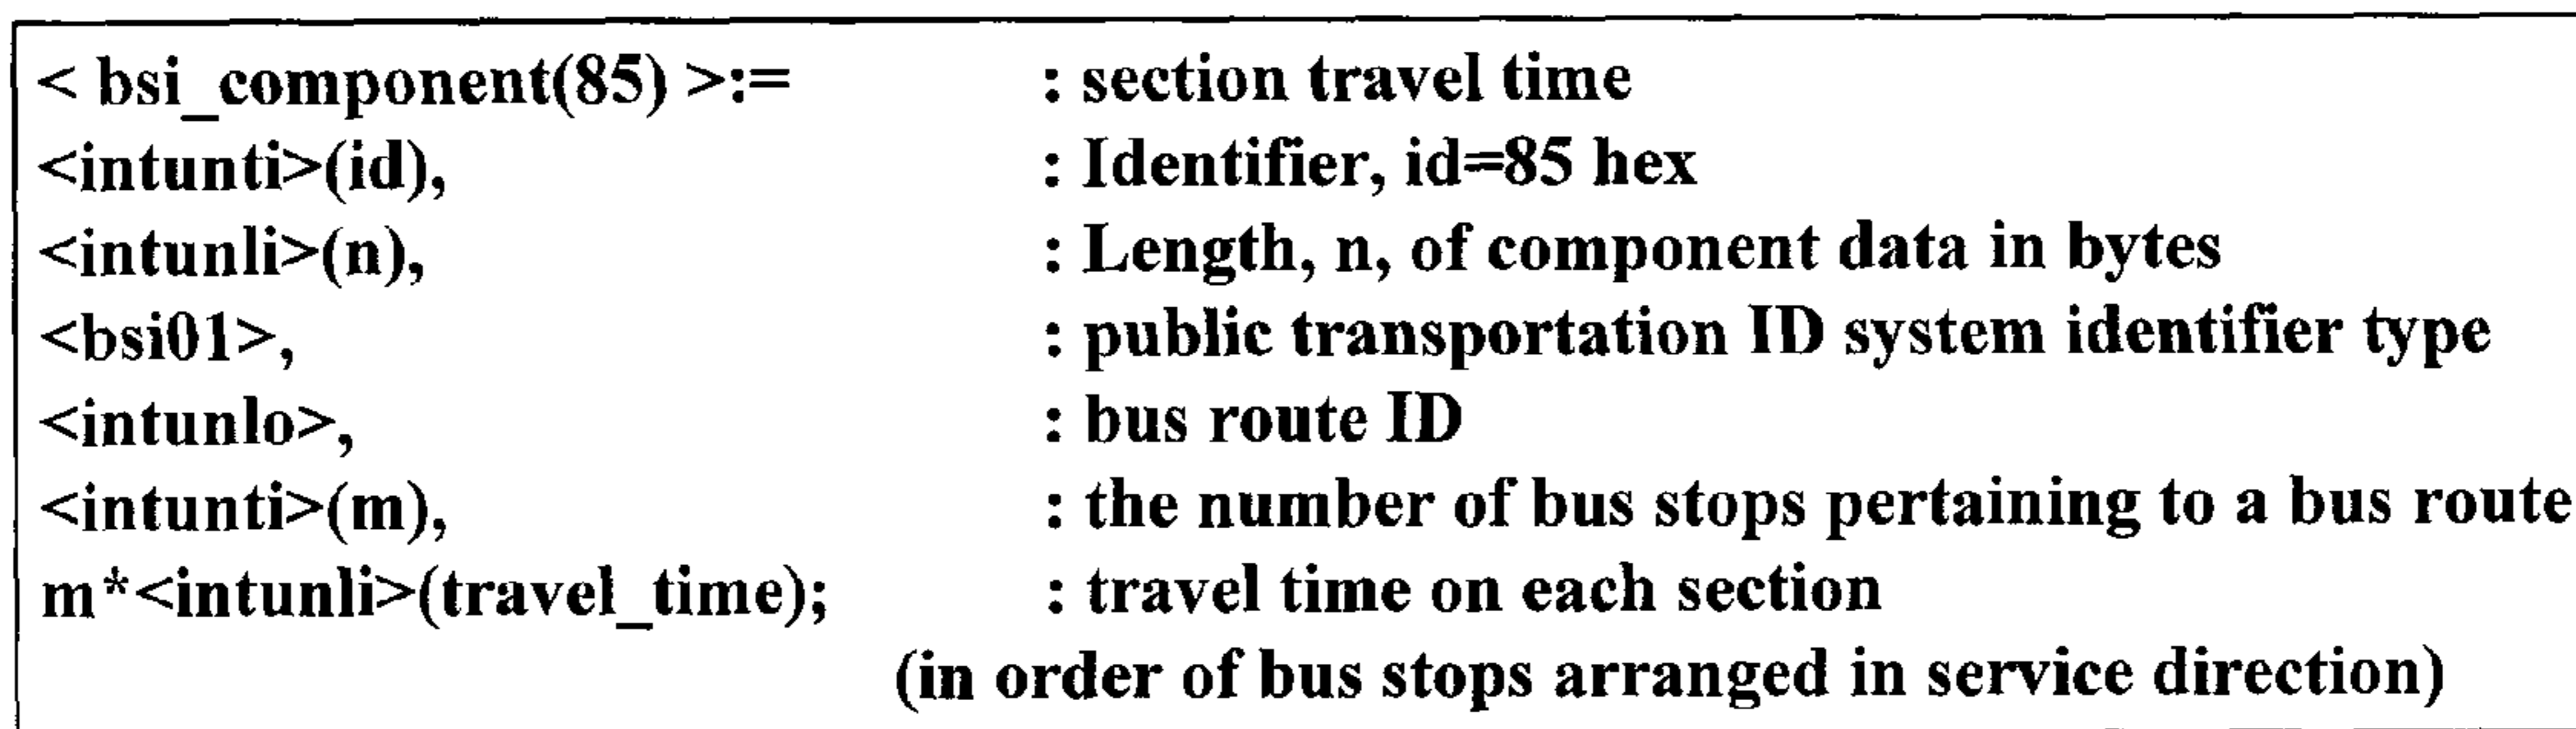 < bsi_component(85) >:= : section travel time
<intunti>(id), : Identifier, id=85 hex
<intunli>(n), : Length, n, of component data in bytes
<bsi01>, : public transportation ID system identifier type
<intunlo>, : bus route ID
<intunti>(m), : the number of bus stops pertaining to a bus route
m*<intunli>(travel_time); : travel time on each section
(in order of bus stops arranged in service direction)